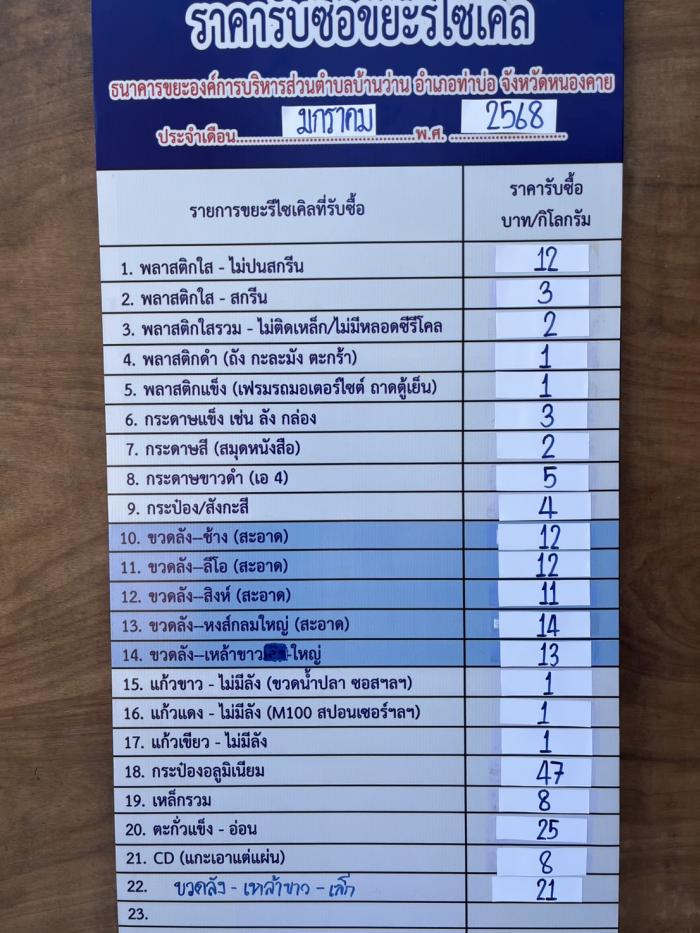 ราคารับซื้อขยะรีไซเคิล
ธนาคารขยะองค์การบริหารส่วนตำบลบ้านว่าน อำเภอท่าบ่อ จังหวัดหนองคาย
ประจำเดือน มกราคม พ.ศ. 2568
รายการขยะรีไซเคิลที่รับซื้อ ราคารับซื้อ บาท/กิโลกรัม
1. พลาสติกใส - ไม่ปนสกรีน 12
2. พลาสติกใส - สกรีน 3
3. พลาสติกใสรวม - ไม่ติดเหล็ก/ไม่มีหลอดซีรีโคล 2
4. พลาสติกดำ (ถัง กะละมัง ตะกร้า) 1
5. พลาสติกแข็ง (เฟรมรถมอเตอร์ไซต์ ถาดตู้เย็น) 1
6. กระดาษแข็ง เช่น ลัง กล่อง 3
7. กระดาษสี (สมุดหนังสือ) 2
8. กระดาษขาวดำ (เอ 4) 5
9. กระป๋อง/สังกะสี 4
10. ขวดลัง--ช้าง (สะอาด) 12
11. ขวดลัง--ลีโอ (สะอาด) 12
12. ขวดลัง--สิงห์ (สะอาด) 11
13. ขวดลัง--หงส์กลมใหญ่ (สะอาด) 14
14. ขวดลัง--เหล้าขาว -ใหญ่ 13
15. แก้วขาว - ไม่มีลัง (ขวดน้ำปลา ซอสฯลฯ) 1
16. แก้วแดง - ไม่มีลัง (M100 สปอนเซอร์ฯลฯ) 1
17. แก้วเขียว - ไม่มีลัง 1
18. กระป๋องอลูมิเนียม 47
19. เหล็กรวม 8
20. ตะกั่วแข็ง - อ่อน 25
21. CD (แกะเอาแต่แผ่น) 8
22. ขวดลัง - เหล้าขาว - เล็ก 21
23.